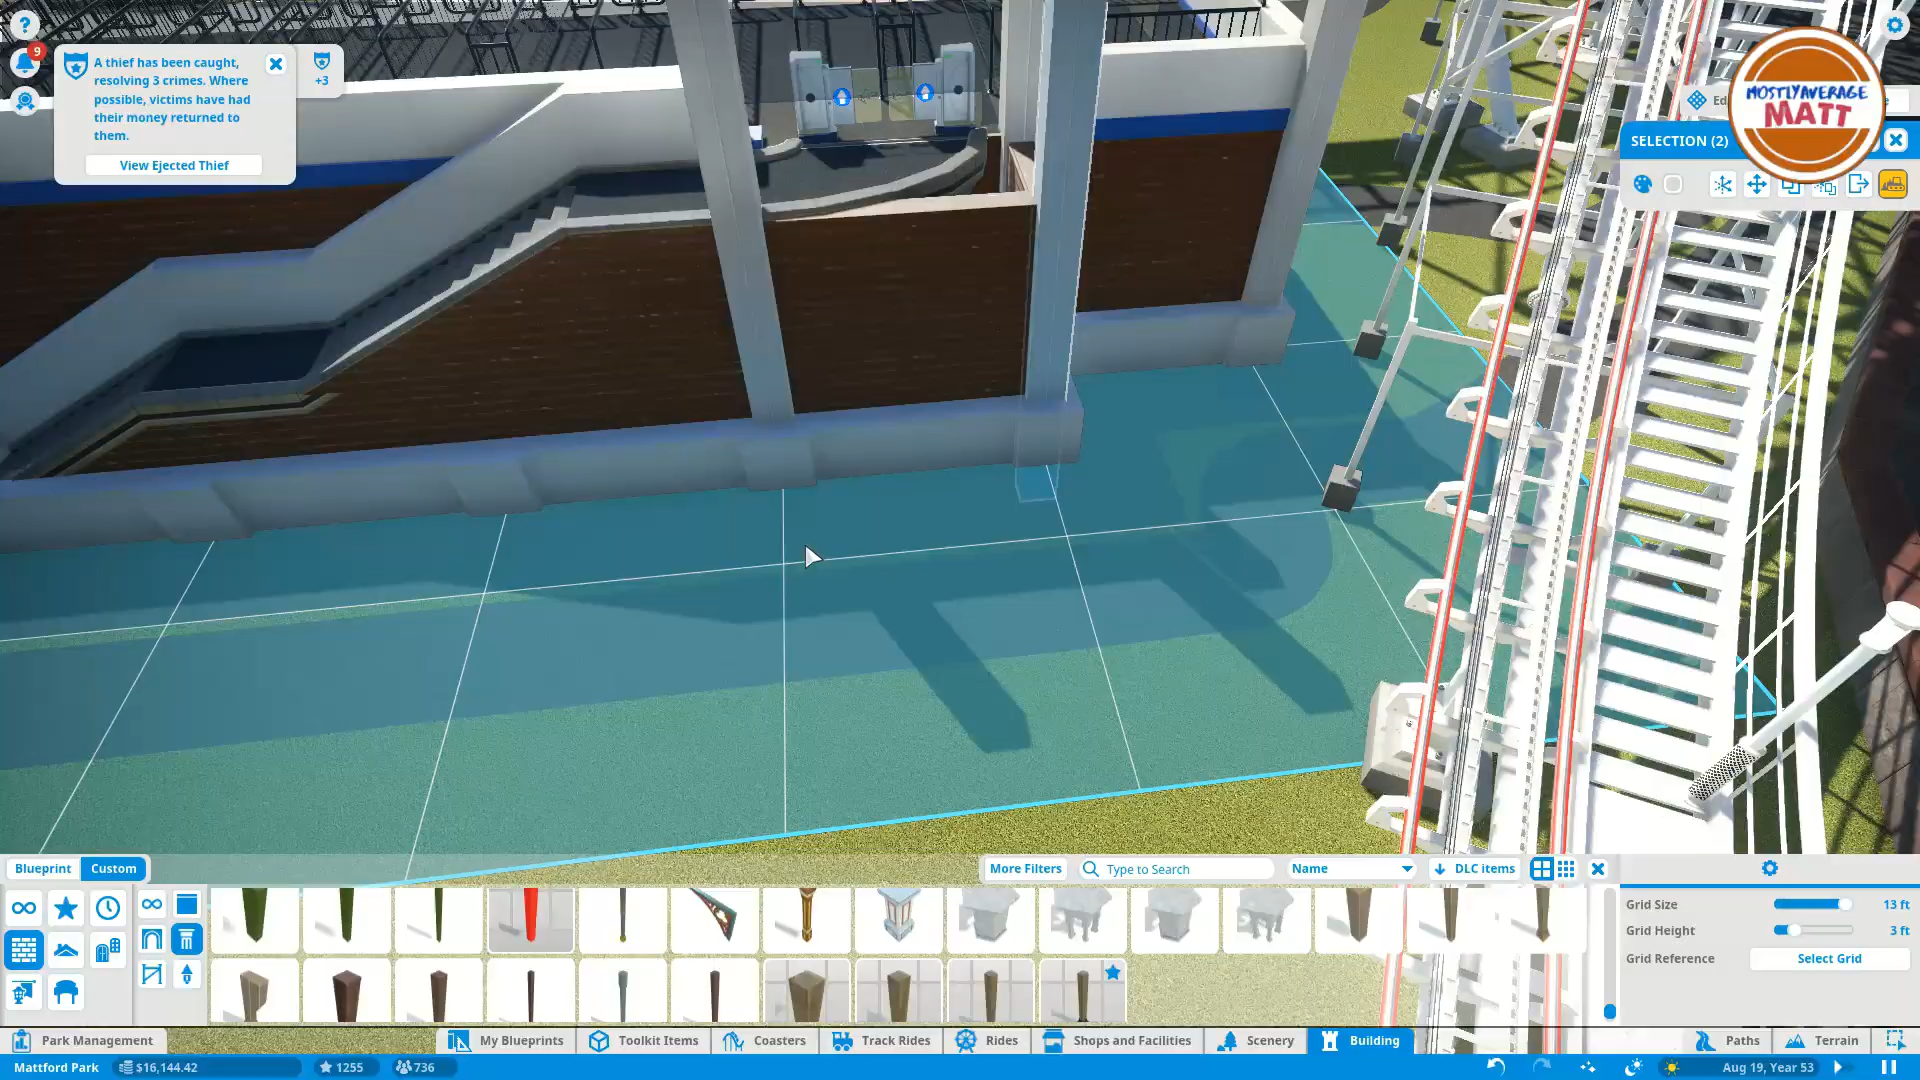 ?
9
A thief has been caught,
resolving 3 crimes. Where
possible, victims have had
their money returned to
them.
View Ejected Thief
+3
MOSTLYAVERAGE
MATT
SELECTION (2)
Blueprint
Custom
More Filters
Type to Search
Name
DLC items
Grid Size
13 ft
Grid Height
3 ft
Grid Reference
Select Grid
Park Management
My Blueprints
Toolkit Items
Coasters
Track Rides
Rides
Shops and Facilities
Scenery
Building
Paths
Terrain
Mattford Park
$16,144.42
1255
736
Aug 19, Year 53